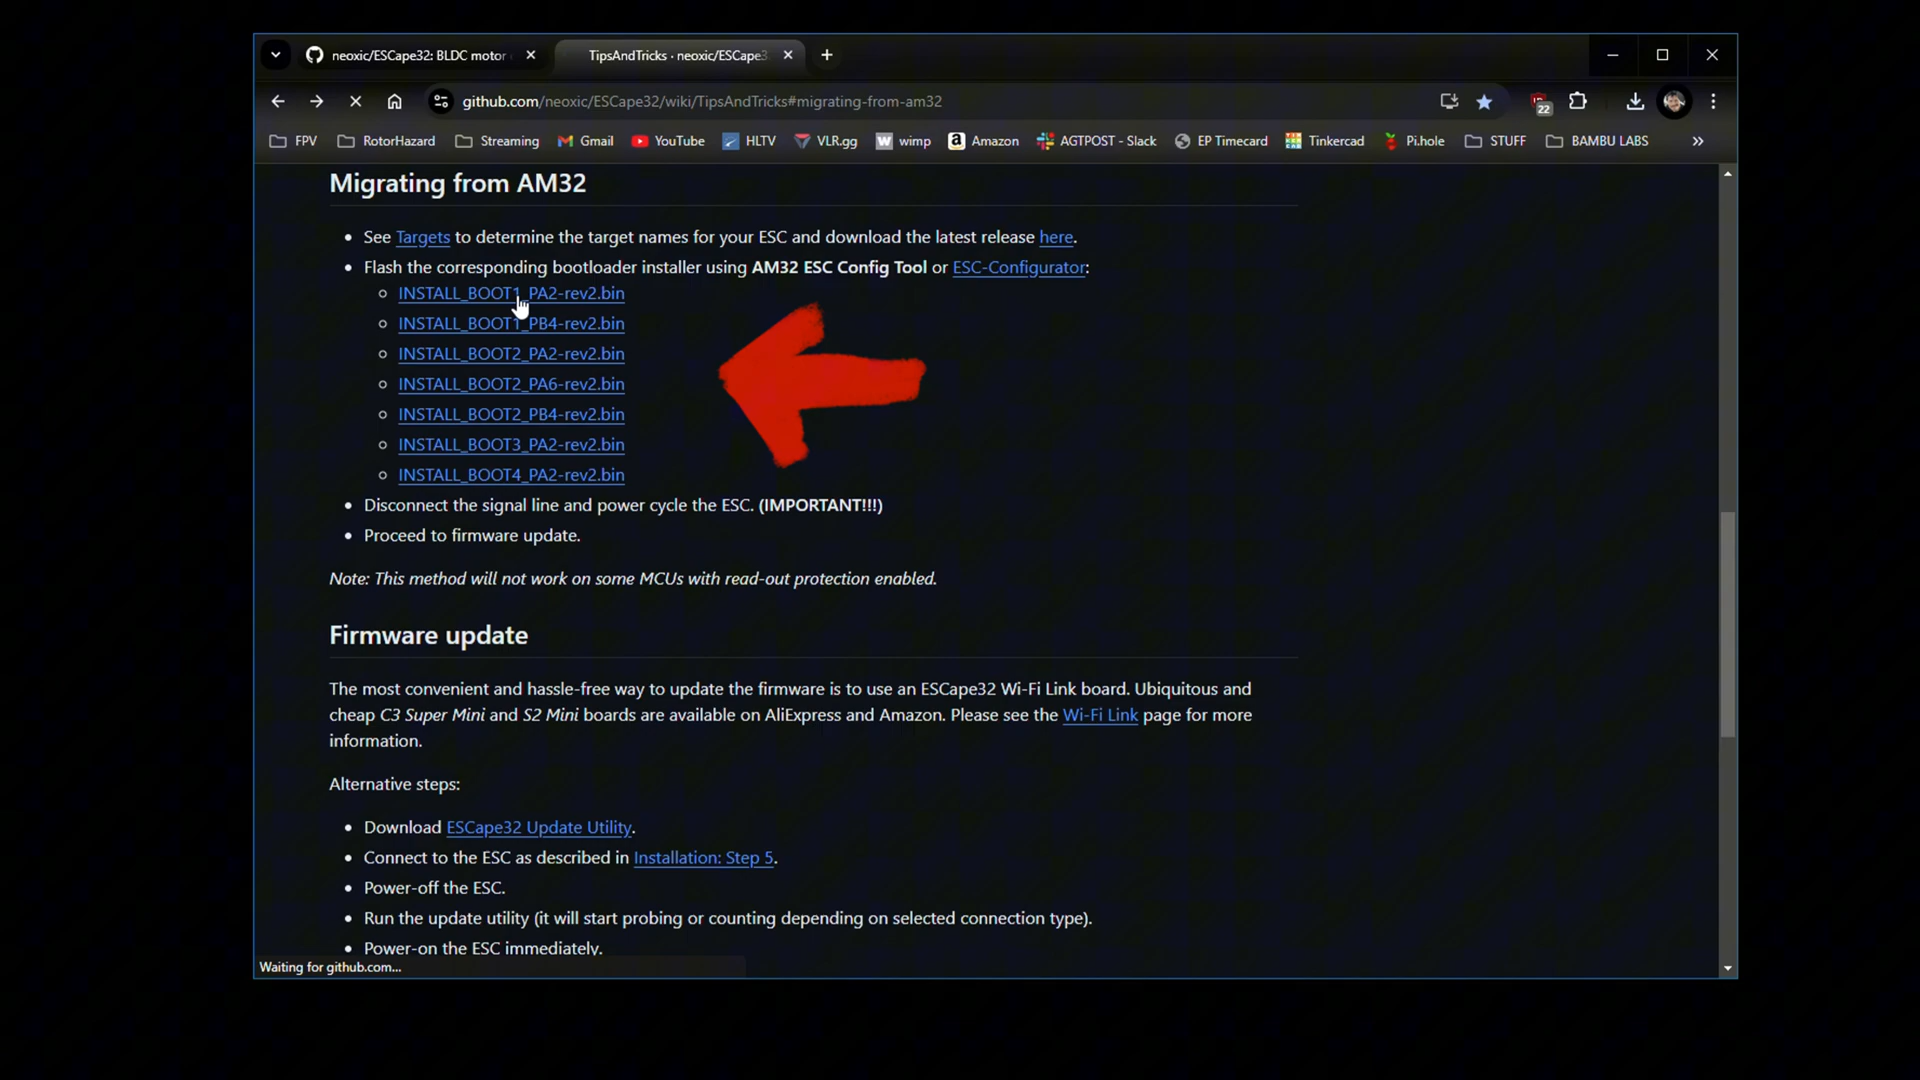 neoxic/ESCape32: BLDC motor
TipsAndTricks · neoxic/ESCape3
github.com/neoxic/ESCape32/wiki/TipsAndTricks#migrating-from-am32
22
FPV RotorHazard Streaming Gmail YouTube HLTV VLR.gg w wimp a Amazon AGTPOST - Slack EP Timecard Tinkercad Pi.hole STUFF BAMBU LABS »
Migrating from AM32
• See Targets to determine the target names for your ESC and download the latest release here.
• Flash the corresponding bootloader installer using AM32 ESC Config Tool or ESC-Configurator:
INSTALL_BOOT1_PA2-rev2.bin
INSTALL_BOOT1_PB4-rev2.bin
INSTALL_BOOT2_PA2-rev2.bin
INSTALL_BOOT2_PA6-rev2.bin
INSTALL_BOOT2_PB4-rev2.bin
INSTALL_BOOT3_PA2-rev2.bin
INSTALL_BOOT4_PA2-rev2.bin
• Disconnect the signal line and power cycle the ESC. (IMPORTANT!!!)
• Proceed to firmware update.
Note: This method will not work on some MCUs with read-out protection enabled.
Firmware update
The most convenient and hassle-free way to update the firmware is to use an ESCape32 Wi-Fi Link board. Ubiquitous and
cheap C3 Super Mini and S2 Mini boards are available on AliExpress and Amazon. Please see the Wi-Fi Link page for more
information.
Alternative steps:
• Download ESCape32 Update Utility.
• Connect to the ESC as described in Installation: Step 5.
• Power-off the ESC.
• Run the update utility (it will start probing or counting depending on selected connection type).
• Power-on the ESC immediately.
Waiting for github.com...